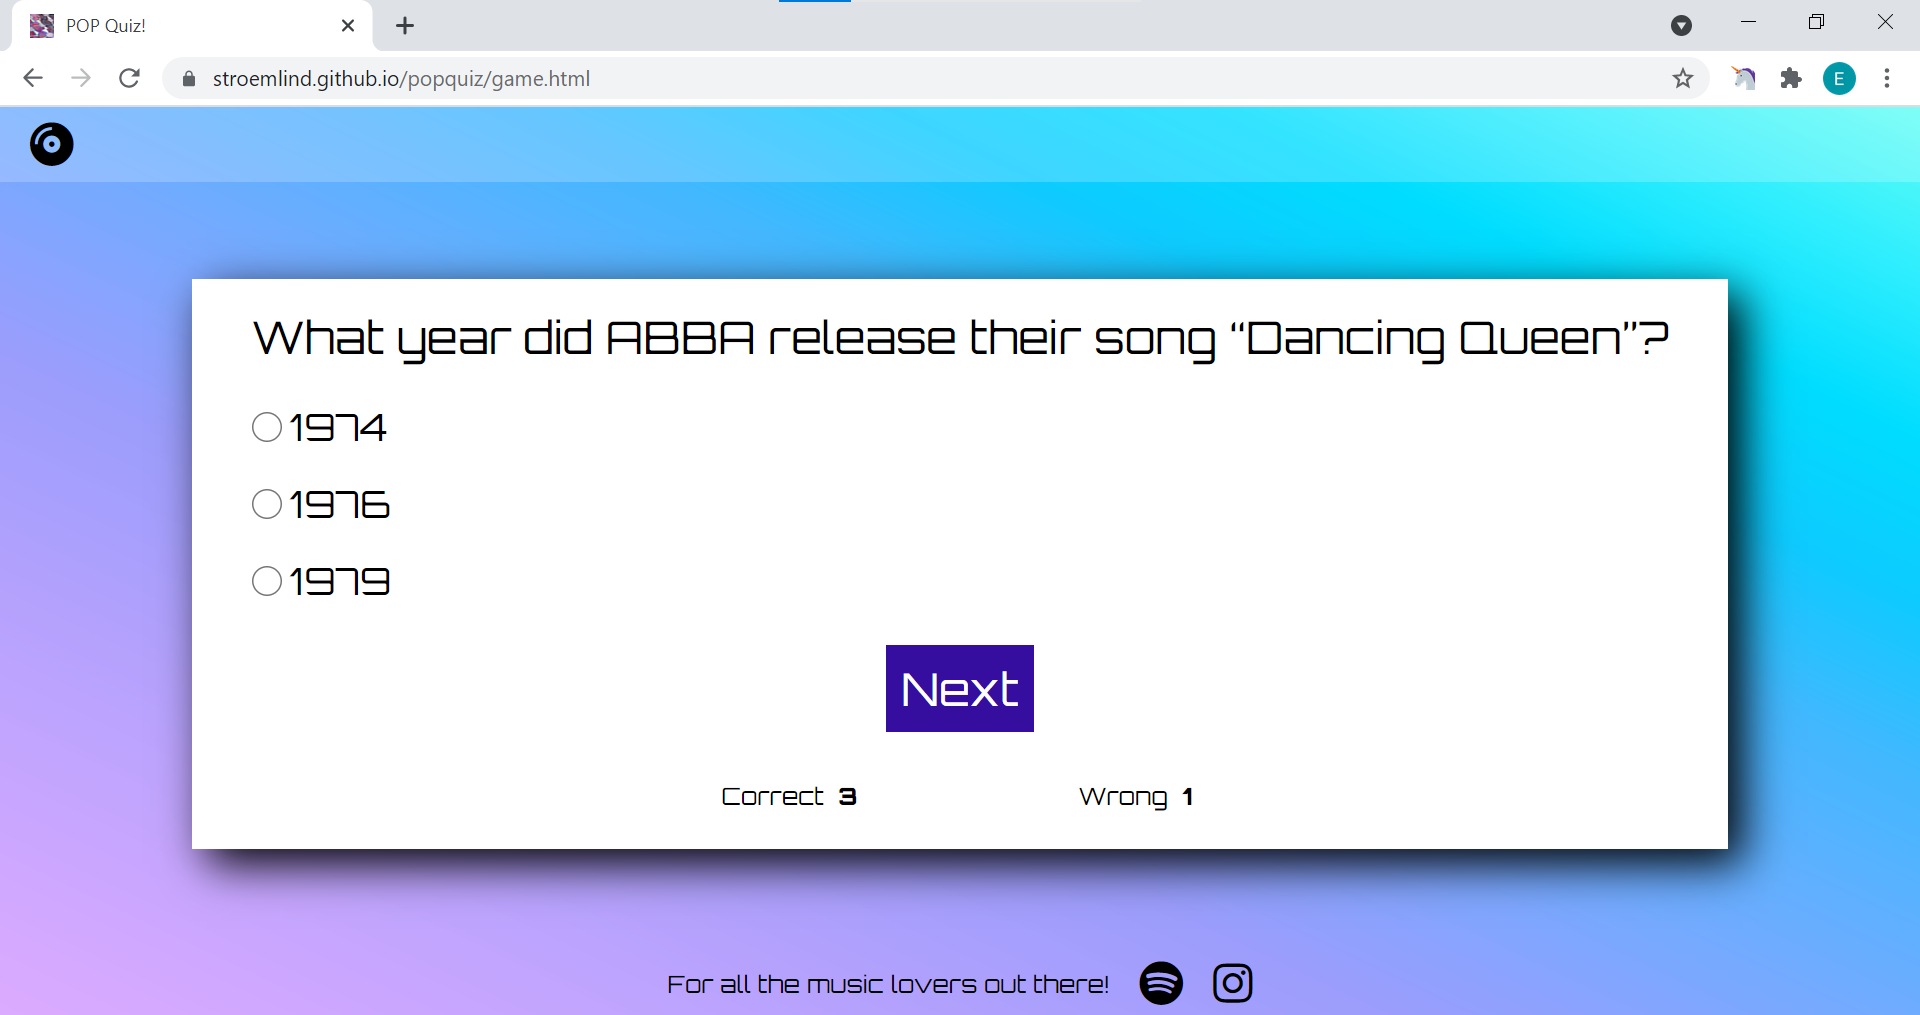 POP Quiz!
stroemlind.github.io/popquiz/game.html
E
What year did ABBA release their song “Dancing Queen”?
1974
1976
1979
Next
Correct 3 Wrong 1
For all the music lovers out there!